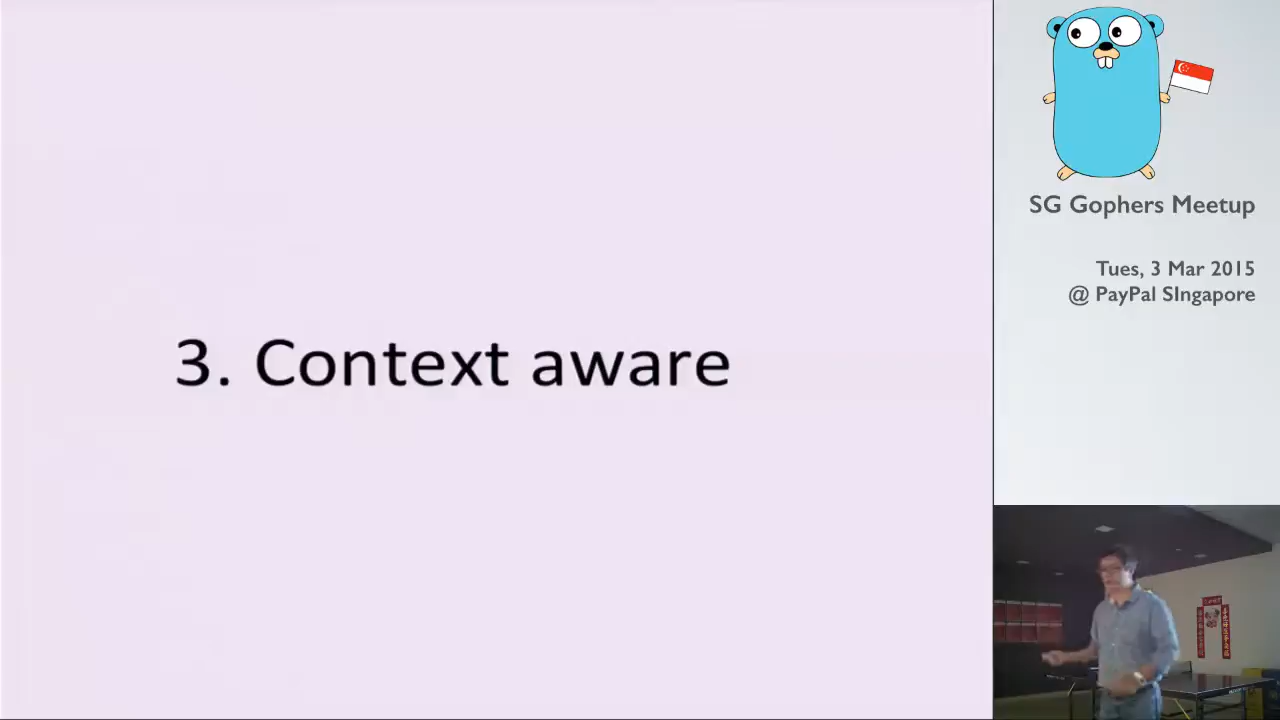 3. Context aware
SG Gophers Meetup
Tues, 3 Mar 2015
@ PayPal SIngapore